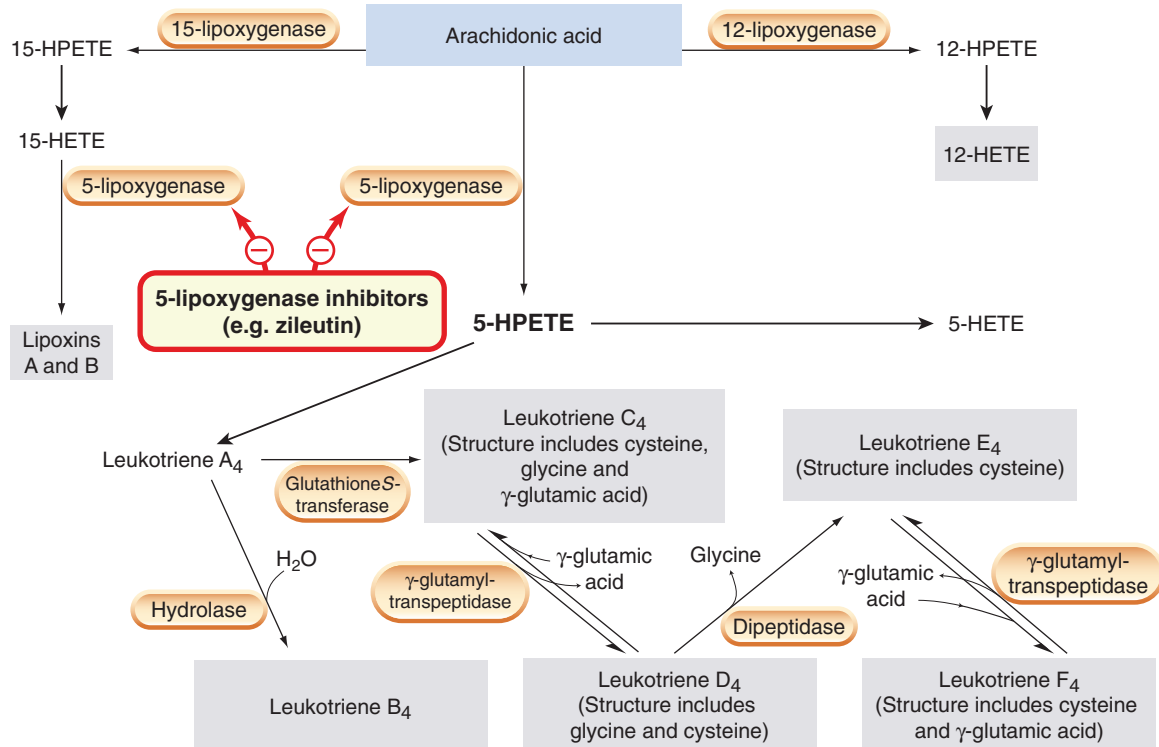 15-lipoxygenase
Arachidonic acid
12-lipoxygenase
15-HPETE
12-HPETE
15-HETE
12-HETE
5-lipoxygenase
5-lipoxygenase
−
−
5-lipoxygenase inhibitors
(e.g. zileutin)
5-HPETE
5-HETE
Lipoxins
A and B
Leukotriene A4
Glutathione S-
transferase
Leukotriene C4
(Structure includes cysteine,
glycine and
γ-glutamic acid)
Leukotriene E4
(Structure includes cysteine)
H2O
Hydrolase
γ-glutamyl-
transpeptidase
γ-glutamic
acid
Glycine
Dipeptidase
γ-glutamic
acid
γ-glutamyl-
transpeptidase
Leukotriene B4
Leukotriene D4
(Structure includes
glycine and cysteine)
Leukotriene F4
(Structure includes cysteine
and γ-glutamic acid)